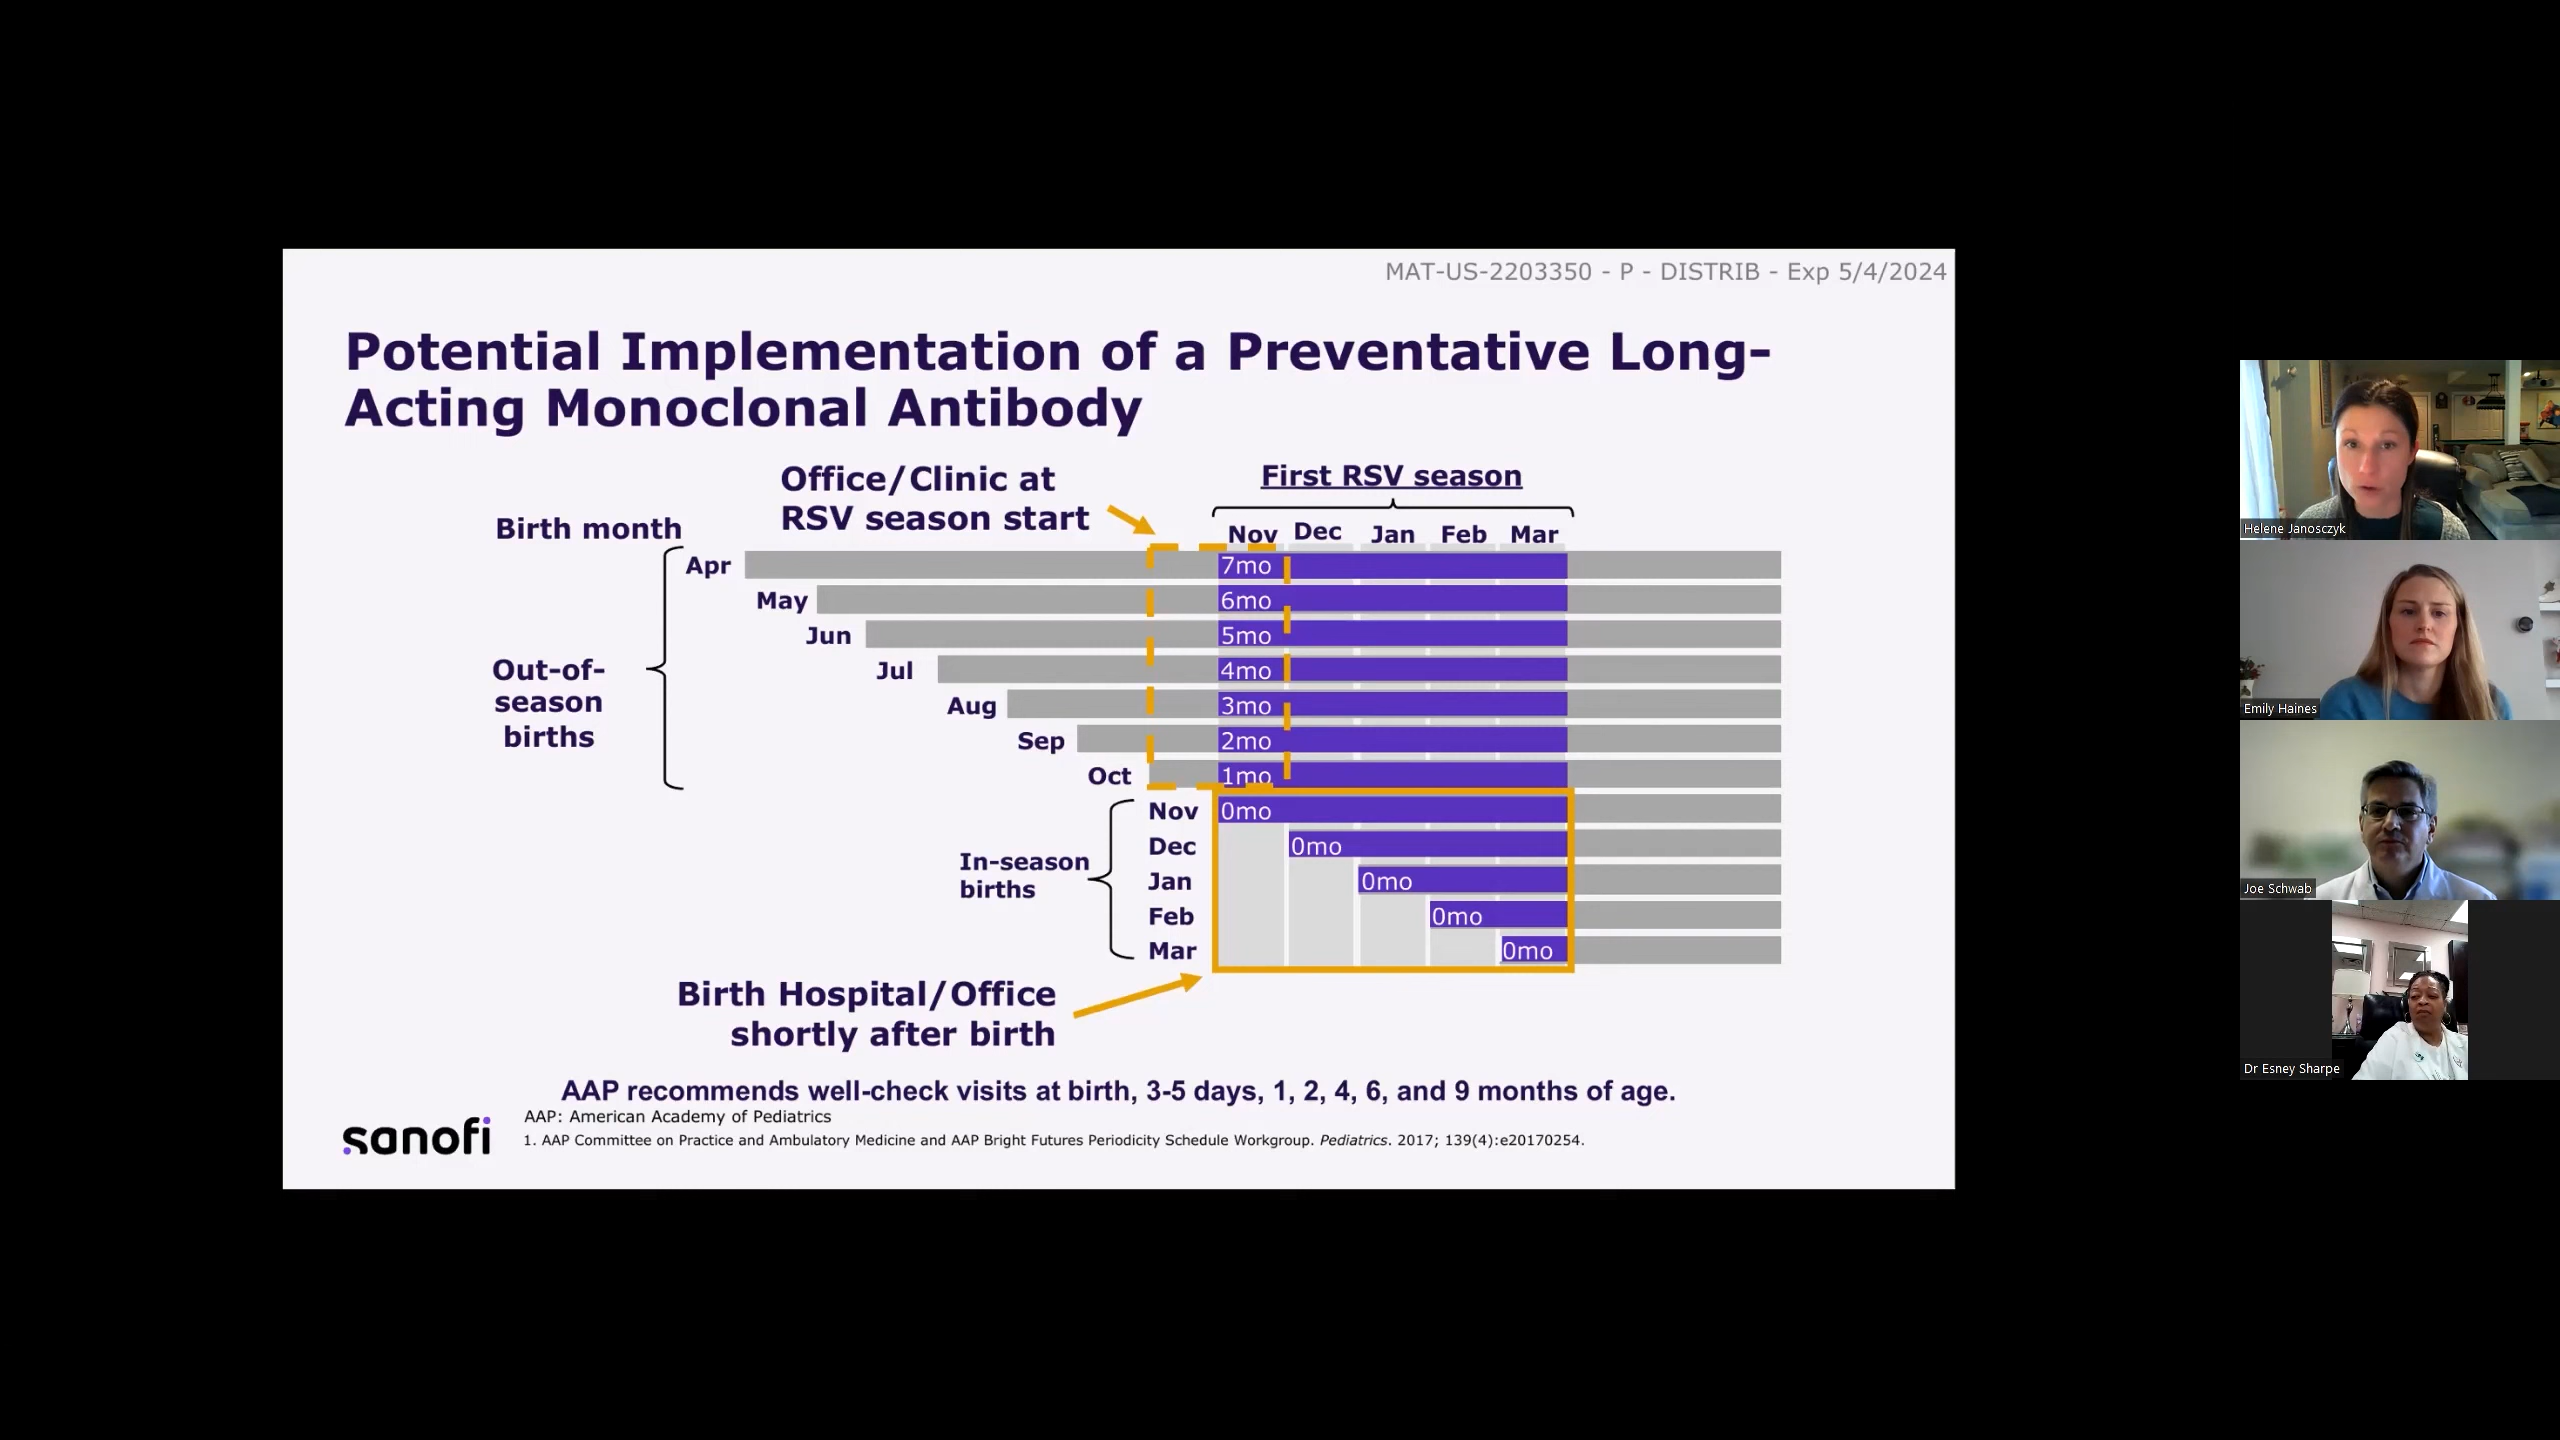 MAT-US-2203350 - P - DISTRIB - Exp 5/4/2024
Potential Implementation of a Preventative Long-
Acting Monoclonal Antibody
Office/Clinic at
RSV season start
First RSV season
Birth month
Nov Dec Jan Feb Mar
Apr 7mo
May 6mo
Jun 5mo
Jul 4mo
Aug 3mo
Sep 2mo
Oct 1mo
Out-of-
season
births
Nov 0mo
Dec 0mo
Jan 0mo
Feb 0mo
Mar 0mo
In-season
births
Birth Hospital/Office
shortly after birth
AAP recommends well-check visits at birth, 3-5 days, 1, 2, 4, 6, and 9 months of age.
AAP: American Academy of Pediatrics
1. AAP Committee on Practice and Ambulatory Medicine and AAP Bright Futures Periodicity Schedule Workgroup. Pediatrics. 2017; 139(4):e20170254.
sanofi
Helene Janosczyk
Emily Haines
Joe Schwab
Dr Esney Sharpe